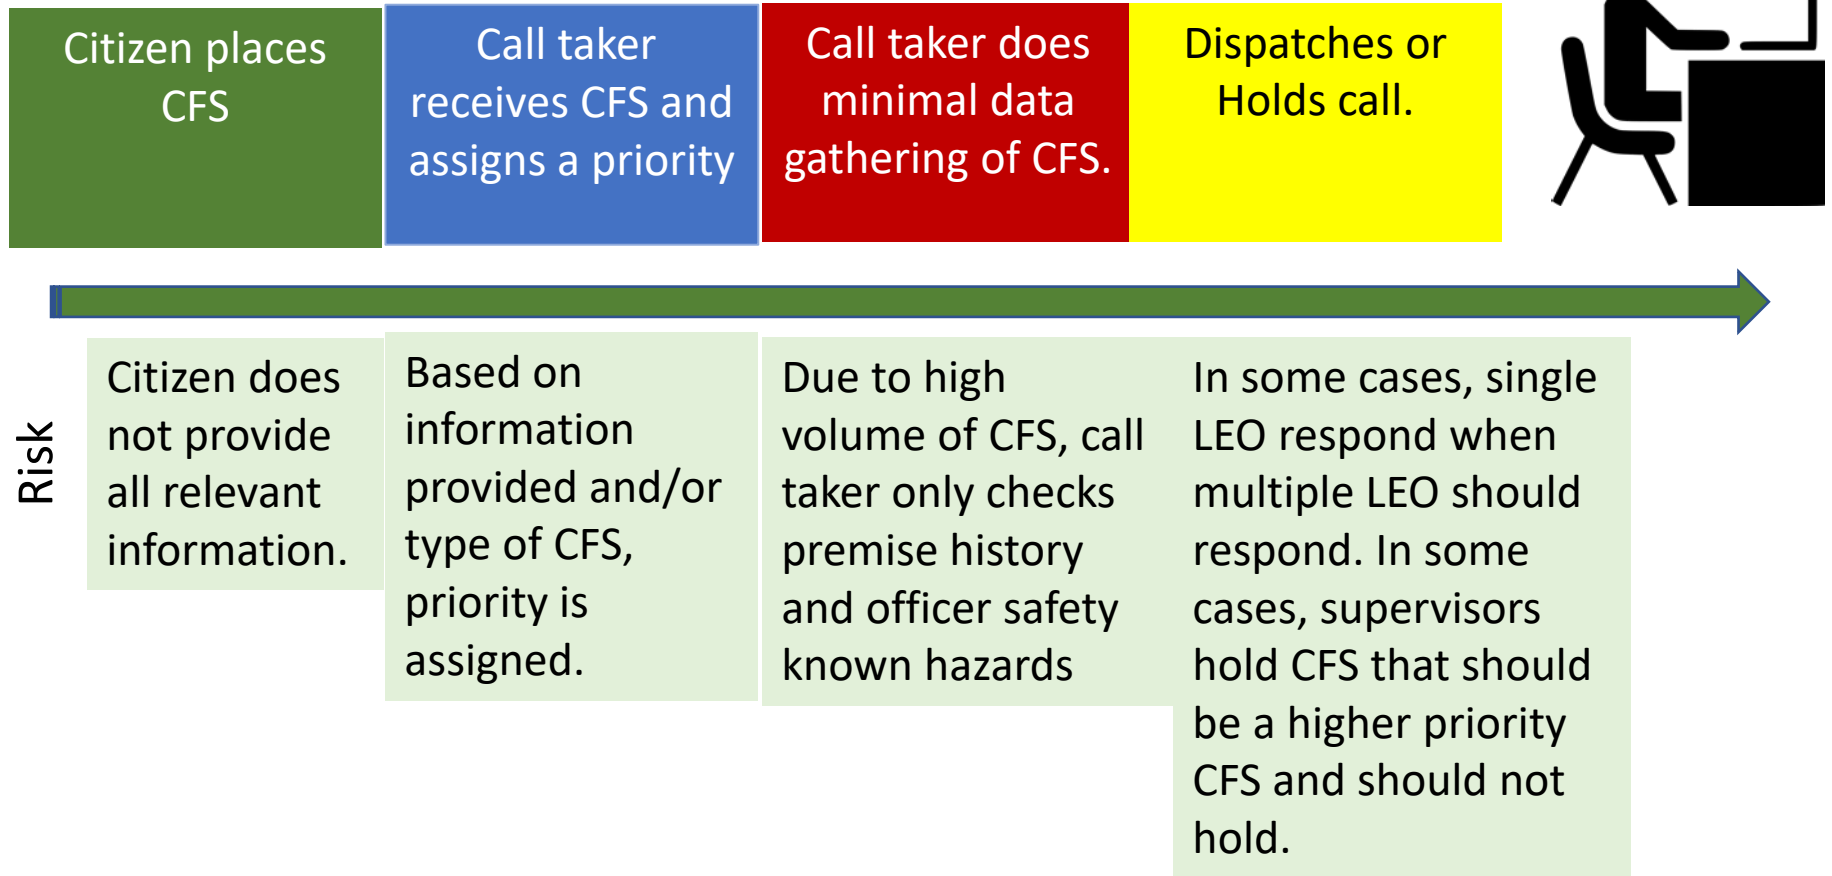 Citizen places
CFS
Call taker
receives CFS and
assigns a priority
Call taker does
minimal data
gathering of CFS.
Dispatches or
Holds call.
Risk
Citizen does
not provide
all relevant
information.
Based on
information
provided and/or
type of CFS,
priority is
assigned.
Due to high
volume of CFS, call
taker only checks
premise history
and officer safety
known hazards
In some cases, single
LEO respond when
multiple LEO should
respond. In some
cases, supervisors
hold CFS that should
be a higher priority
CFS and should not
hold.